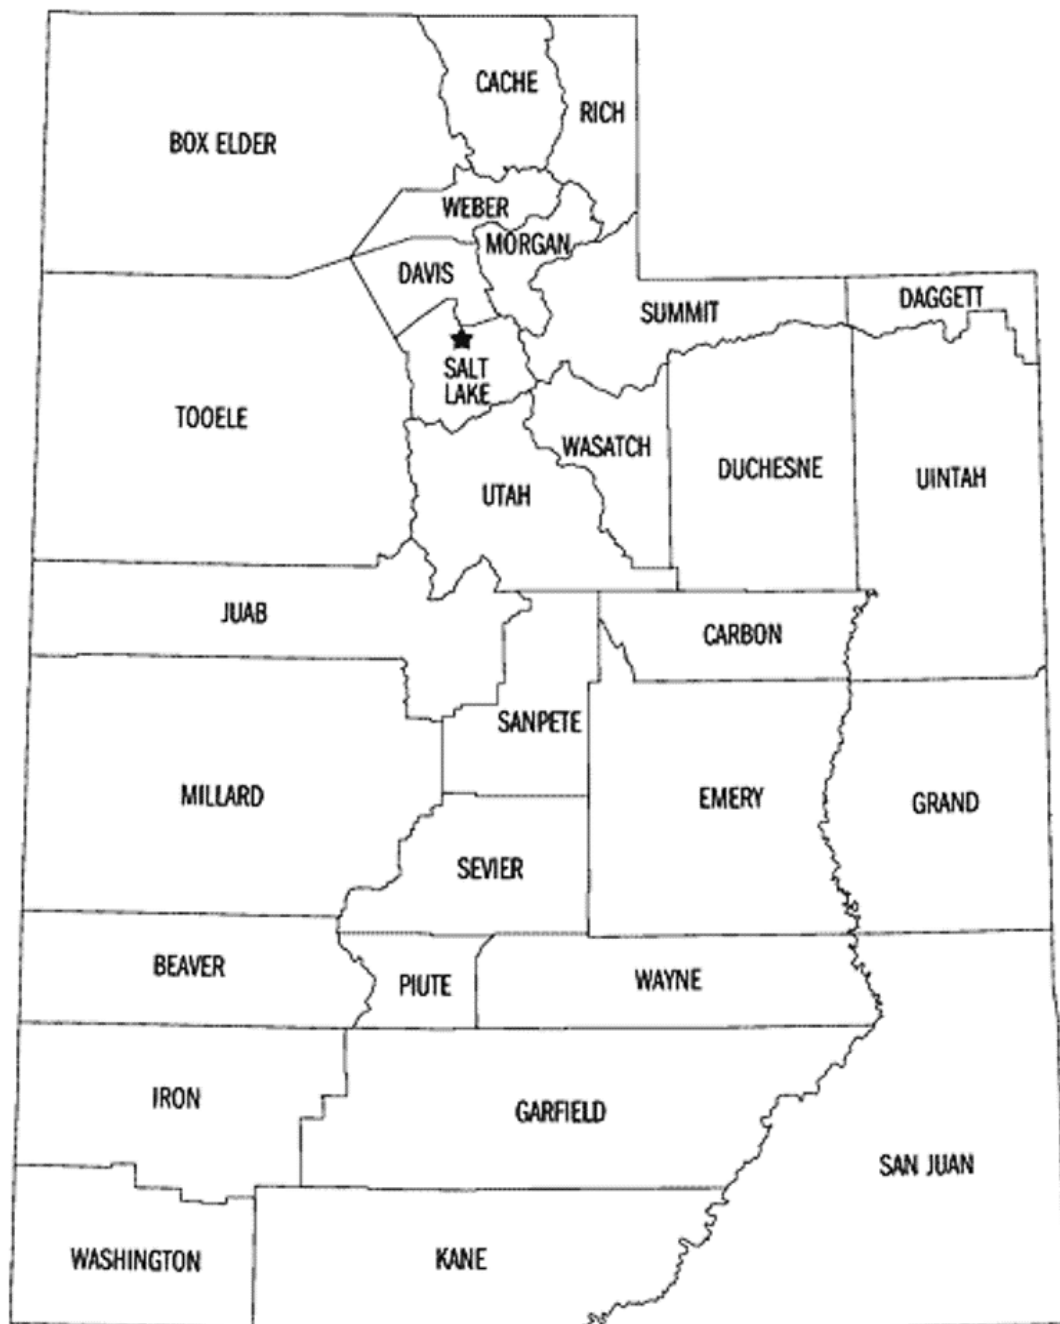 CACHE
RICH
BOX ELDER
WEBER
MORGAN
DAVIS
DAGGETT
SUMMIT
SALT
LAKE
TOOELE
WASATCH
DUCHESNE
UINTAH
UTAH
JUAB
CARBON
SANPETE
MILLARD
EMERY
GRAND
SEVIER
BEAVER
PIUTE
WAYNE
IRON
GARFIELD
SAN JUAN
WASHINGTON
KANE